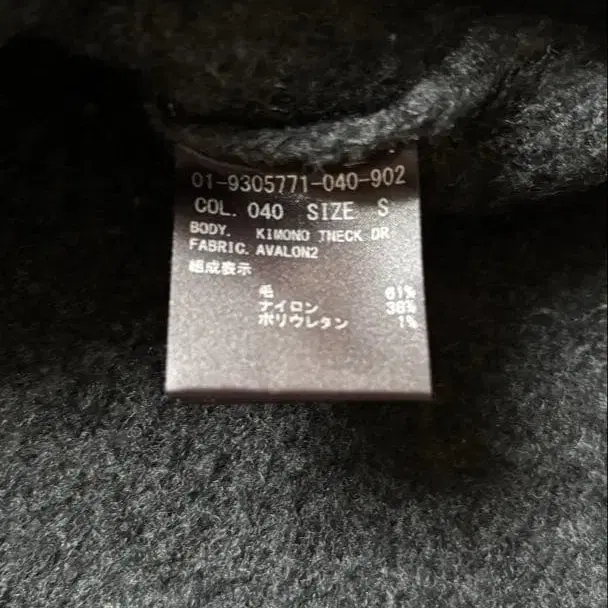 01-9305771-040-902
COL. 040 SIZE S
BODY. KIMONO TNECK DR
FABRIC. AVALON2
組成表示
毛 61%
ナイロン 38%
ポリウレタン 1%